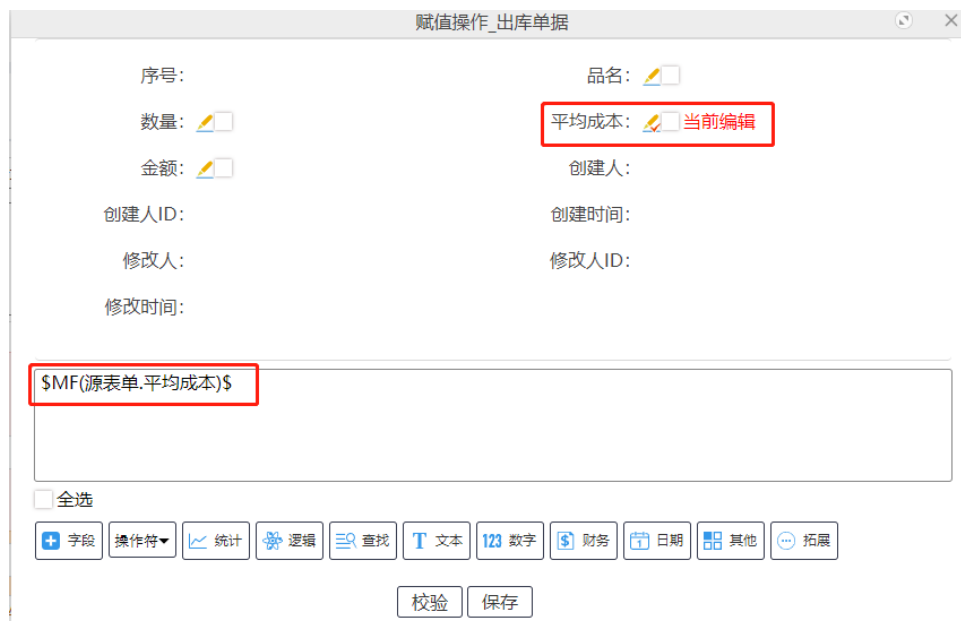 赋值操作_出库单据
序号:
品名:
数量:
平均成本: 当前编辑
金额:
创建人:
创建人ID:
创建时间:
修改人:
修改人ID:
修改时间:
$MF(源表单.平均成本)$
全选
字段 操作符 统计 逻辑 查找 T 文本 123 数字 $ 财务 1 日期 其他 拓展
校验 保存